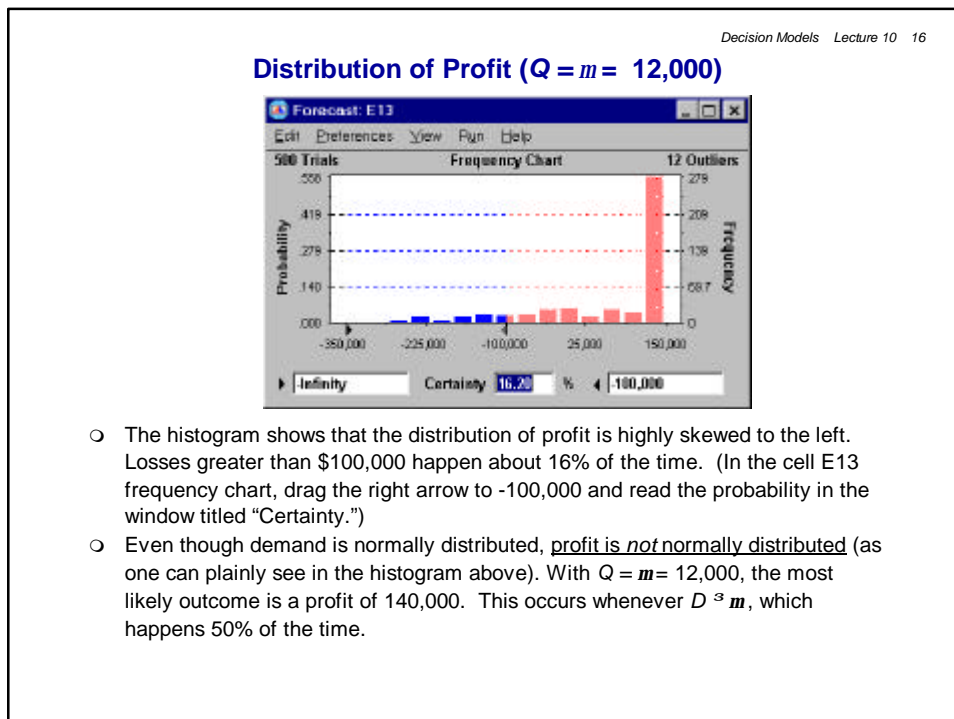 Decision Models Lecture 10 16
Distribution of Profit (Q = m = 12,000)
Forecast: E13
Edit Preferences View Run Help
500 Trials Frequency Chart 12 Outliers
.558 279
.419 209
.279 139
.140 69.7
.000 0
Probability
Frequency
-350,000 -225,000 -100,000 25,000 150,000
-Infinity Certainty 16.20 % -100,000
The histogram shows that the distribution of profit is highly skewed to the left.
Losses greater than $100,000 happen about 16% of the time. (In the cell E13
frequency chart, drag the right arrow to -100,000 and read the probability in the
window titled “Certainty.”)
Even though demand is normally distributed, profit is not normally distributed (as
one can plainly see in the histogram above). With Q = m= 12,000, the most
likely outcome is a profit of 140,000. This occurs whenever D ³ m, which
happens 50% of the time.